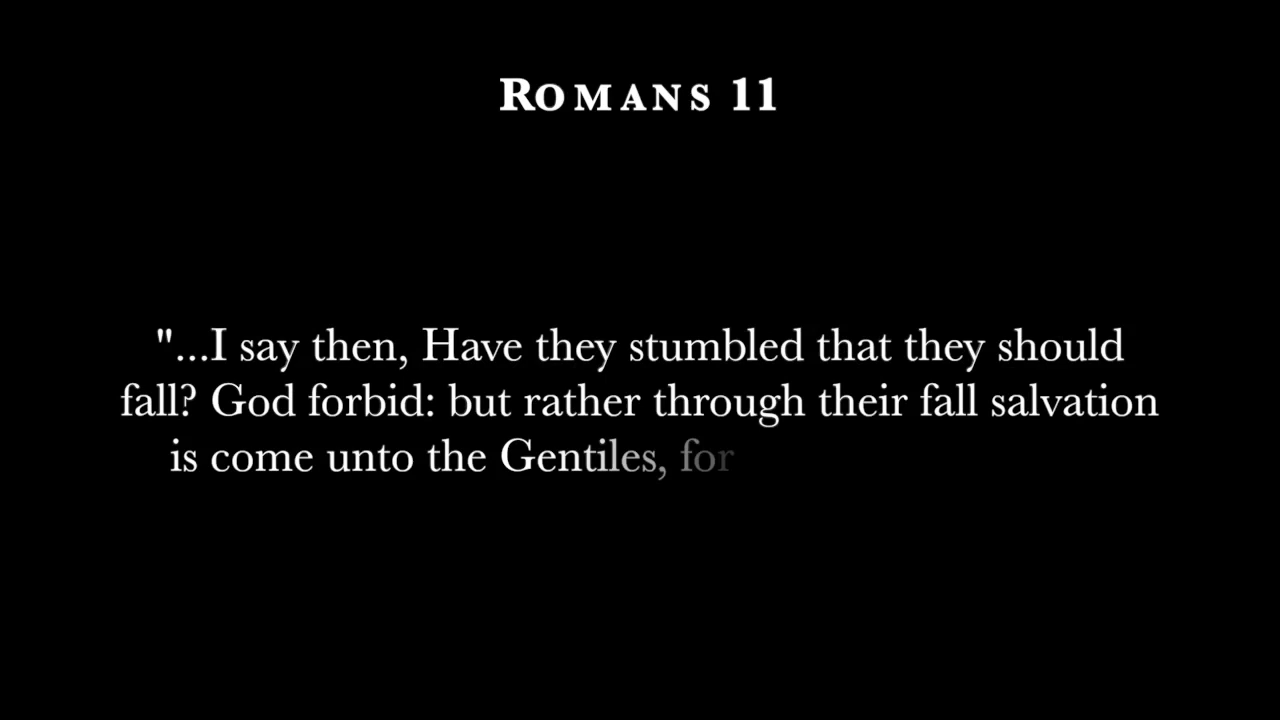 ROMANS 11
"...I say then, Have they stumbled that they should
fall? God forbid: but rather through their fall salvation
is come unto the Gentiles, for